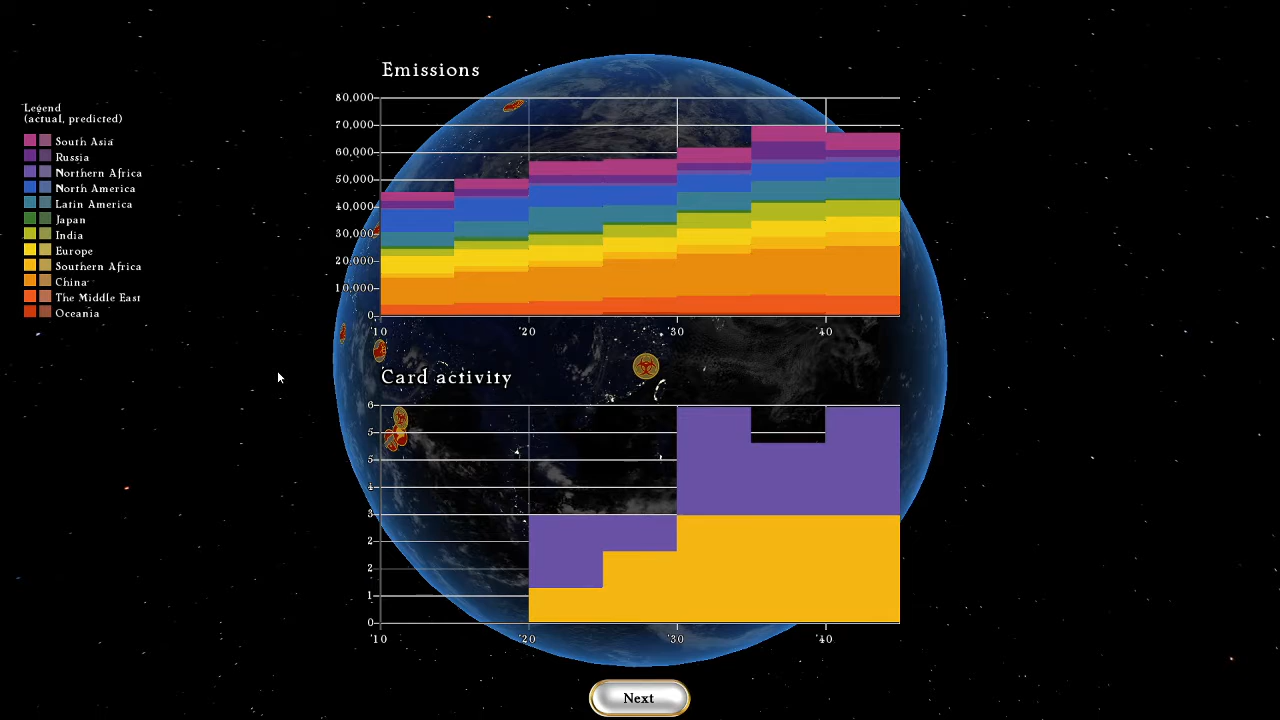 Emissions
Legend
(actual, predicted)
South Asia
Russia
Northern Africa
North America
Latin America
Japan
India
Europe
Southern Africa
China
The Middle East
Oceania
80,000
70,000
60,000
50,000
40,000
30,000
20,000
10,000
0
'10 '20 '30 '40
Card activity
6
5
5
4
3
2
2
1
0
'10 '20 '30 '40
Next